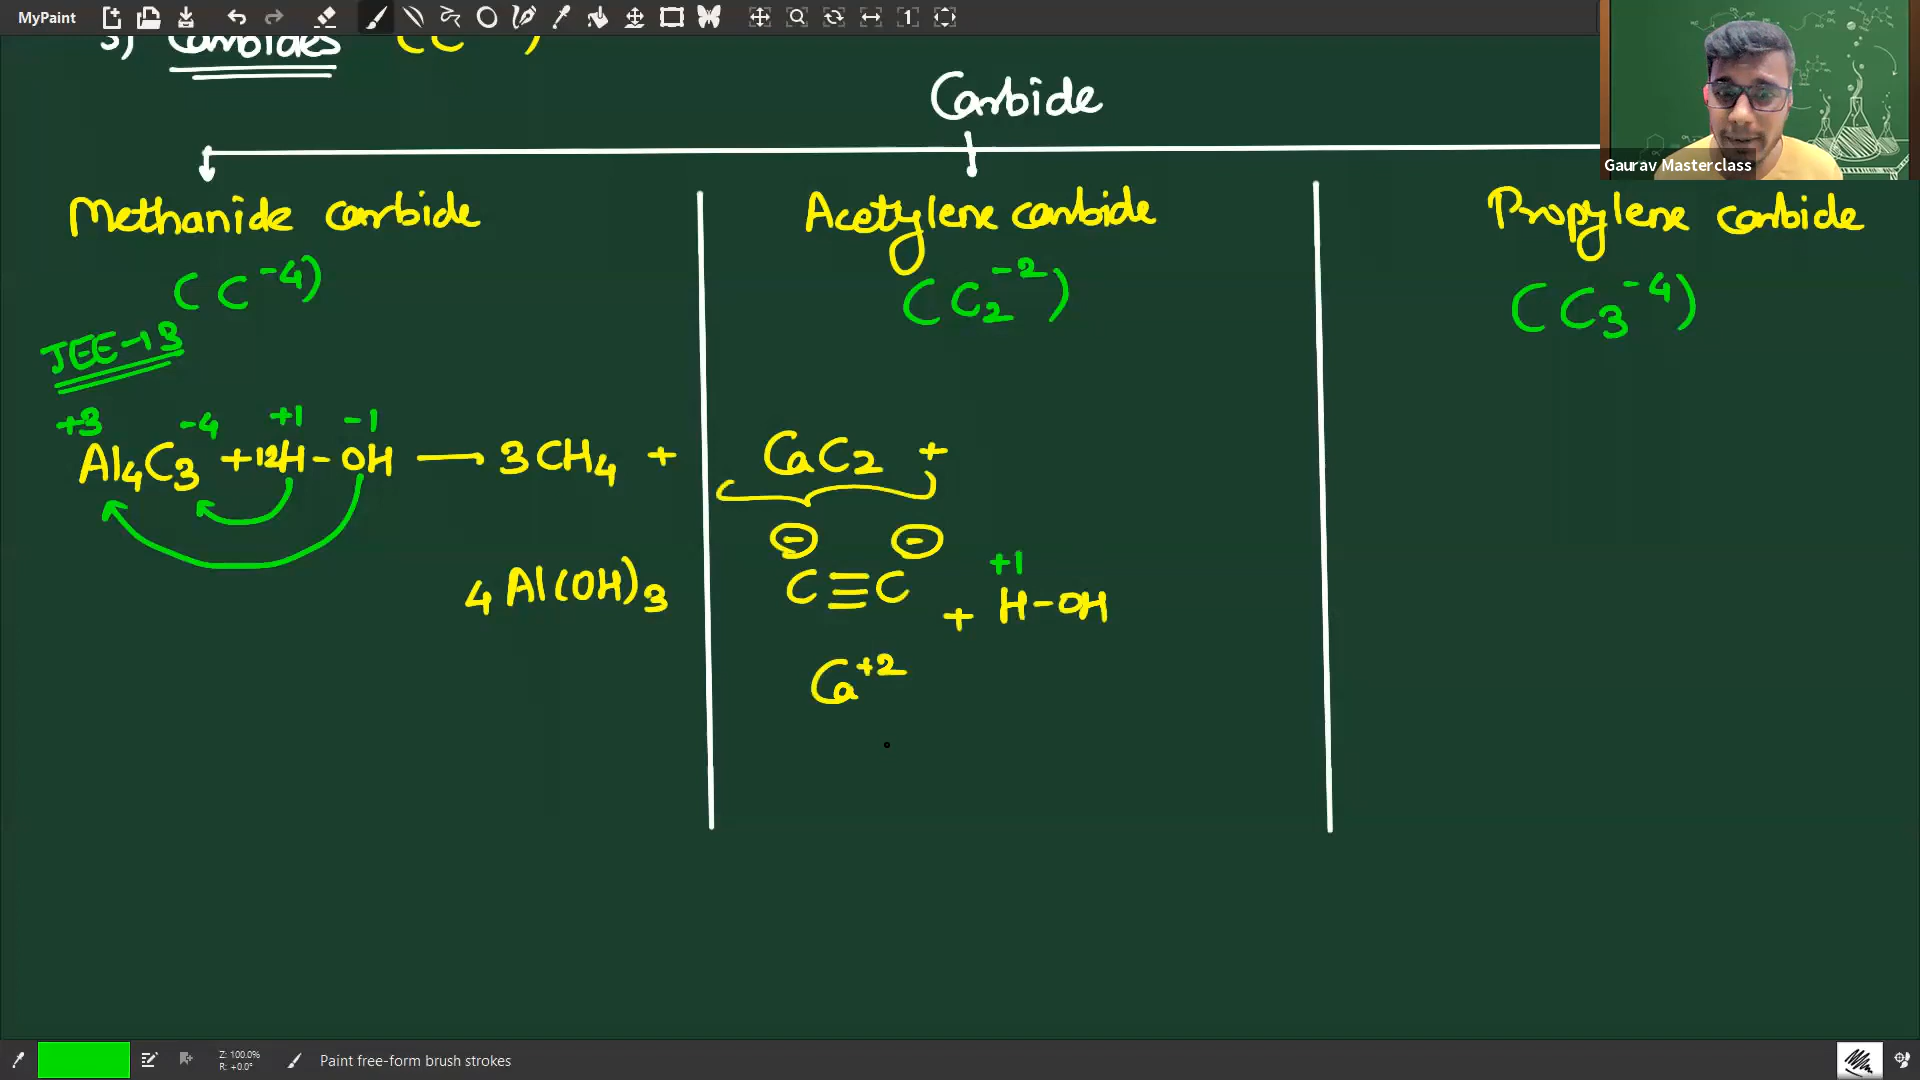 MyPaint
3) Carbides (C )
Carbide
Gaurav Masterclass
Methanide carbide
(C⁻⁴)
JEE-13
+3 -4 +1 -1
Al₄C₃ + 12H-OH —— 3CH₄ +
4 Al(OH)₃
Acetylene carbide
(C₂⁻²)
CaC₂ +
⊖ ⊖
C≡C
+1
+ H-OH
Ca⁺²
Propylene carbide
(C₃⁻⁴)
Z: 100.0%
R: +0.0°
Paint free-form brush strokes